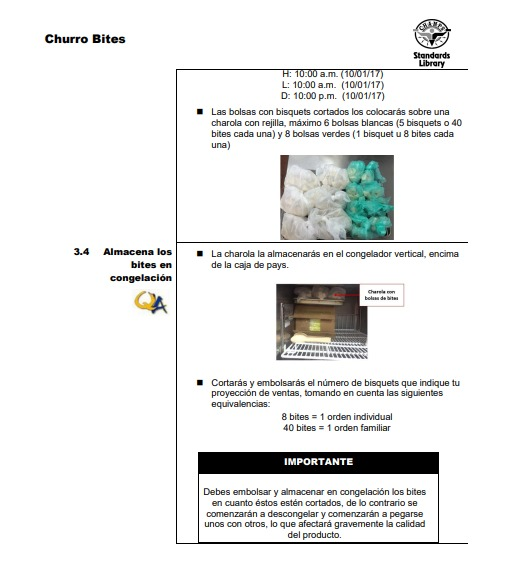 Churro Bites
CHAMPS
Standards
Library
H: 10:00 a.m. (10/01/17)
L: 10:00 a.m. (10/01/17)
D: 10:00 p.m. (10/01/17)
■ Las bolsas con bisquets cortados los colocarás sobre una
charola con rejilla, máximo 6 bolsas blancas (5 bisquets o 40
bites cada una) y 8 bolsas verdes (1 bisquet u 8 bites cada
una)
3.4 Almacena los
bites en
congelación
QA
■ La charola la almacenarás en el congelador vertical, encima
de la caja de pays.
Charola con
bolsas de bites
■ Cortarás y embolsarás el número de bisquets que indique tu
proyección de ventas, tomando en cuenta las siguientes
equivalencias:
8 bites = 1 orden individual
40 bites = 1 orden familiar
IMPORTANTE
Debes embolsar y almacenar en congelación los bites
en cuanto éstos estén cortados, de lo contrario se
comenzarán a descongelar y comenzarán a pegarse
unos con otros, lo que afectará gravemente la calidad
del producto.